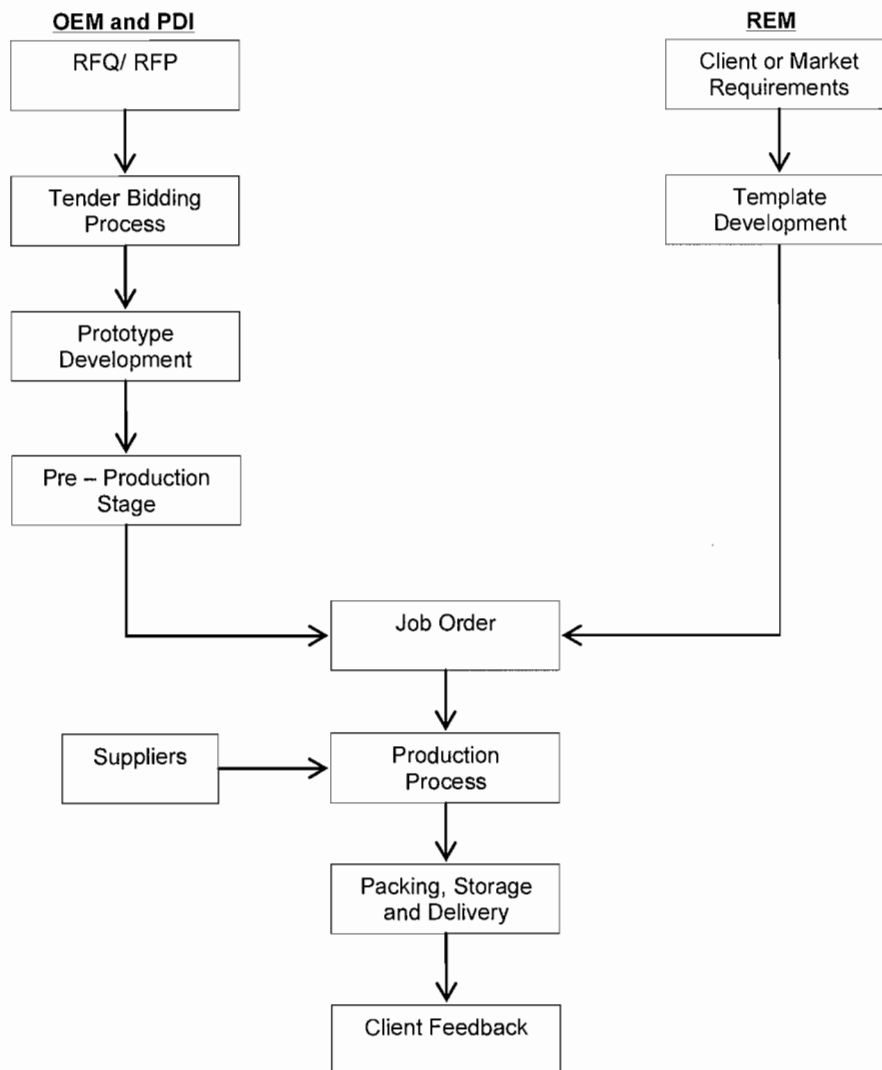 OEM and PDI
RFQ/ RFP
Tender Bidding
Process
Prototype
Development
Pre – Production
Stage
REM
Client or Market
Requirements
Template
Development
Job Order
Suppliers
Production
Process
Packing, Storage
and Delivery
Client Feedback